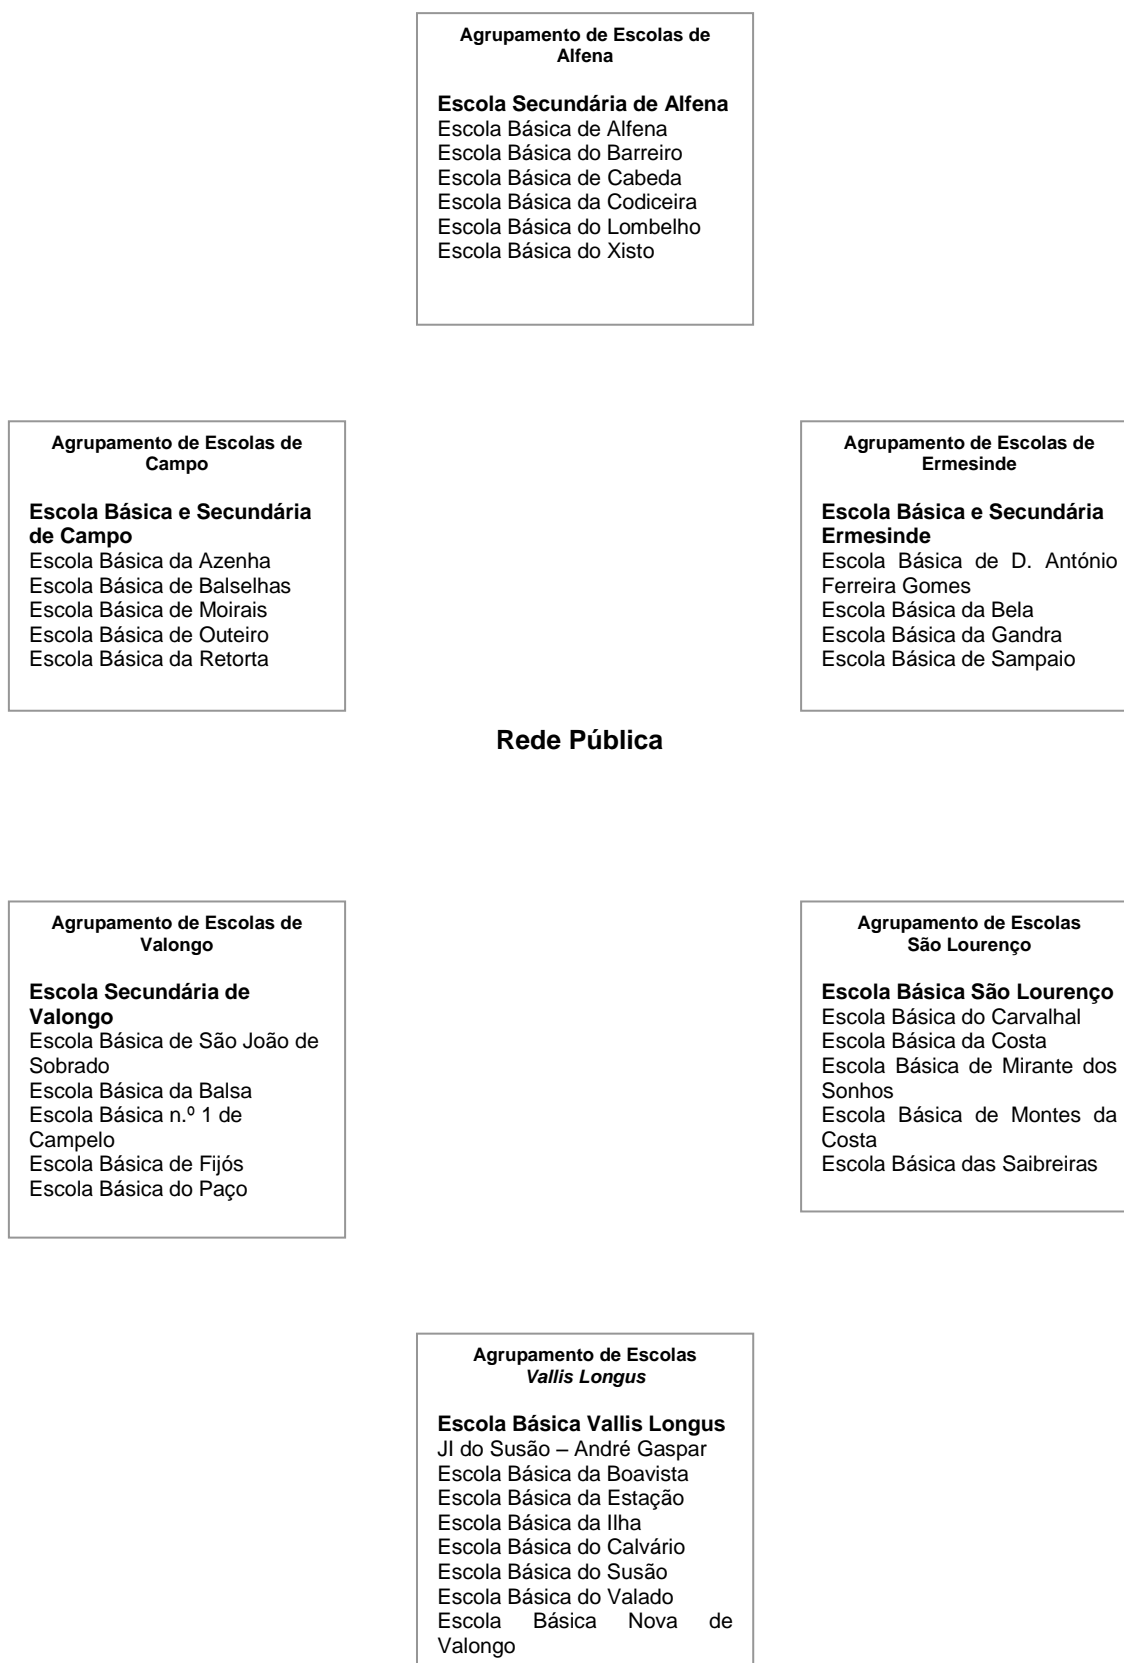 Agrupamento de Escolas de
Alfena
Escola Secundária de Alfena
Escola Básica de Alfena
Escola Básica do Barreiro
Escola Básica de Cabeda
Escola Básica da Codiceira
Escola Básica do Lombelho
Escola Básica do Xisto
Agrupamento de Escolas de
Campo
Escola Básica e Secundária
de Campo
Escola Básica da Azenha
Escola Básica de Balselhas
Escola Básica de Moirais
Escola Básica de Outeiro
Escola Básica da Retorta
Agrupamento de Escolas de
Ermesinde
Escola Básica e Secundária
Ermesinde
Escola Básica de D. António
Ferreira Gomes
Escola Básica da Bela
Escola Básica da Gandra
Escola Básica de Sampaio
Rede Pública
Agrupamento de Escolas de
Valongo
Escola Secundária de
Valongo
Escola Básica de São João de
Sobrado
Escola Básica da Balsa
Escola Básica n.º 1 de
Campelo
Escola Básica de Fijós
Escola Básica do Paço
Agrupamento de Escolas
São Lourenço
Escola Básica São Lourenço
Escola Básica do Carvalhal
Escola Básica da Costa
Escola Básica de Mirante dos
Sonhos
Escola Básica de Montes da
Costa
Escola Básica das Saibreiras
Agrupamento de Escolas
Vallis Longus
Escola Básica Vallis Longus
JI do Susão – André Gaspar
Escola Básica da Boavista
Escola Básica da Estação
Escola Básica da Ilha
Escola Básica do Calvário
Escola Básica do Susão
Escola Básica do Valado
Escola Básica Nova de
Valongo